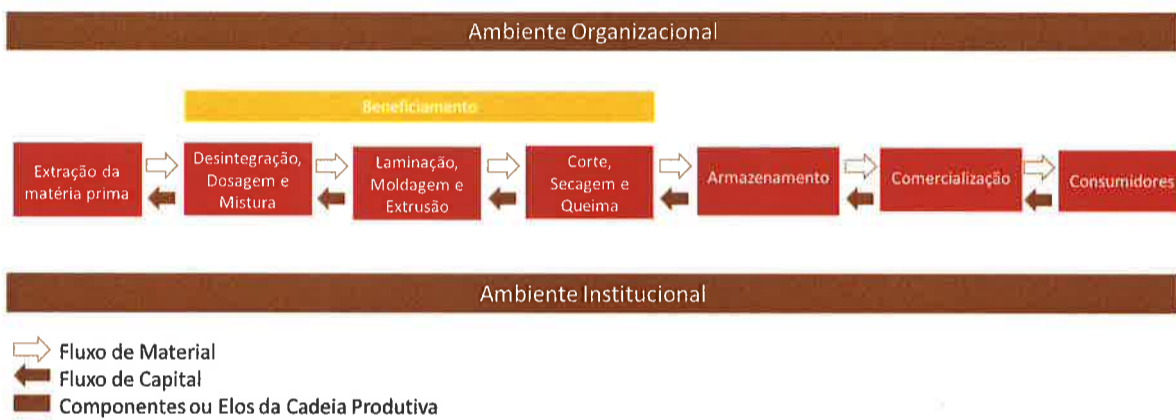 Ambiente Organizacional
Beneficiamento
Extração da
matéria prima
Desintegração,
Dosagem e
Mistura
Laminação,
Moldagem e
Extrusão
Corte,
Secagem e
Queima
Armazenamento
Comercialização
Consumidores
Ambiente Institucional
Fluxo de Material
Fluxo de Capital
Componentes ou Elos da Cadeia Produtiva